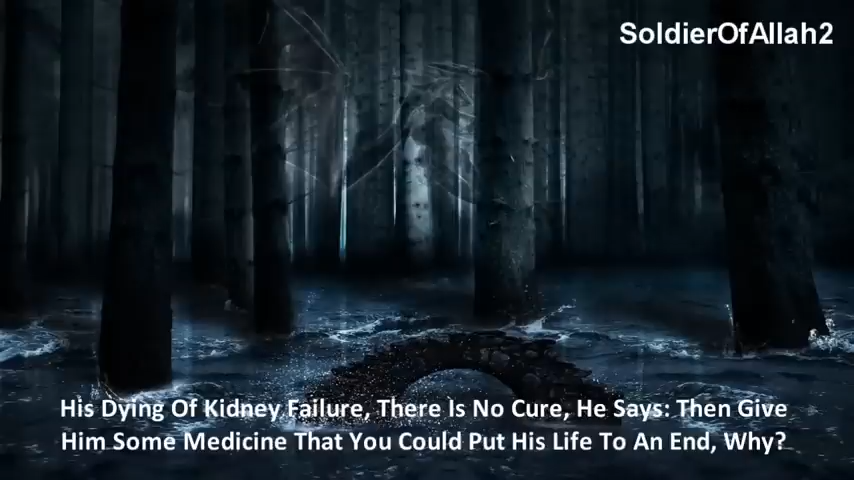 SoldierOfAllah2
His Dying Of Kidney Failure, There Is No Cure, He Says: Then Give
Him Some Medicine That You Could Put His Life To An End, Why?